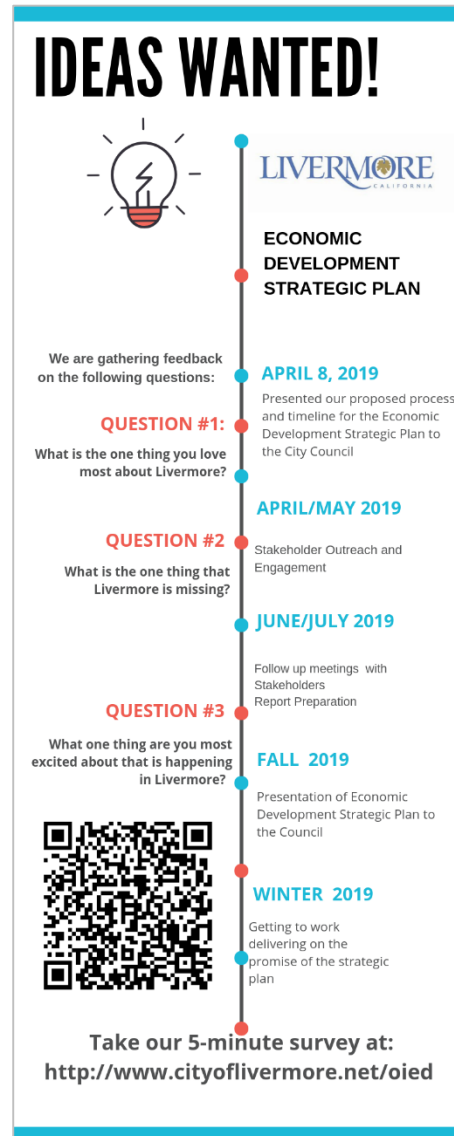 IDEAS WANTED!
LIVERMORE
CALIFORNIA
ECONOMIC
DEVELOPMENT
STRATEGIC PLAN
We are gathering feedback
on the following questions:
QUESTION #1:
What is the one thing you love
most about Livermore?
QUESTION #2
What is the one thing that
Livermore is missing?
QUESTION #3
What one thing are you most
excited about that is happening
in Livermore?
APRIL 8, 2019
Presented our proposed process
and timeline for the Economic
Development Strategic Plan to
the City Council
APRIL/MAY 2019
Stakeholder Outreach and
Engagement
JUNE/JULY 2019
Follow up meetings with
Stakeholders
Report Preparation
FALL 2019
Presentation of Economic
Development Strategic Plan to
the Council
WINTER 2019
Getting to work
delivering on the
promise of the strategic
plan
Take our 5-minute survey at:
http://www.cityoflivermore.net/oied